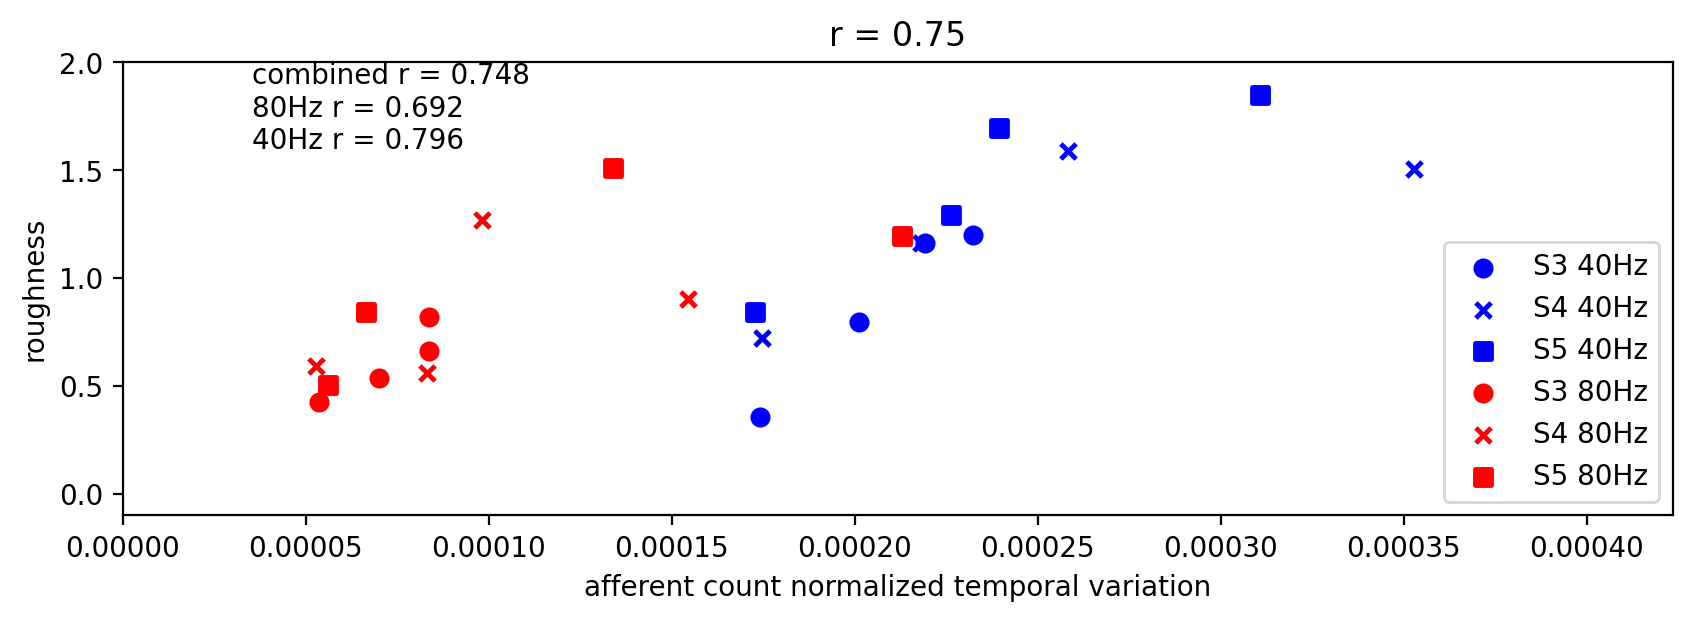 r = 0.75
combined r = 0.748
80Hz r = 0.692
40Hz r = 0.796
2.0
1.5
1.0
0.5
0.0
roughness
S3 40Hz
S4 40Hz
S5 40Hz
S3 80Hz
S4 80Hz
S5 80Hz
0.00000 0.00005 0.00010 0.00015 0.00020 0.00025 0.00030 0.00035 0.00040
afferent count normalized temporal variation